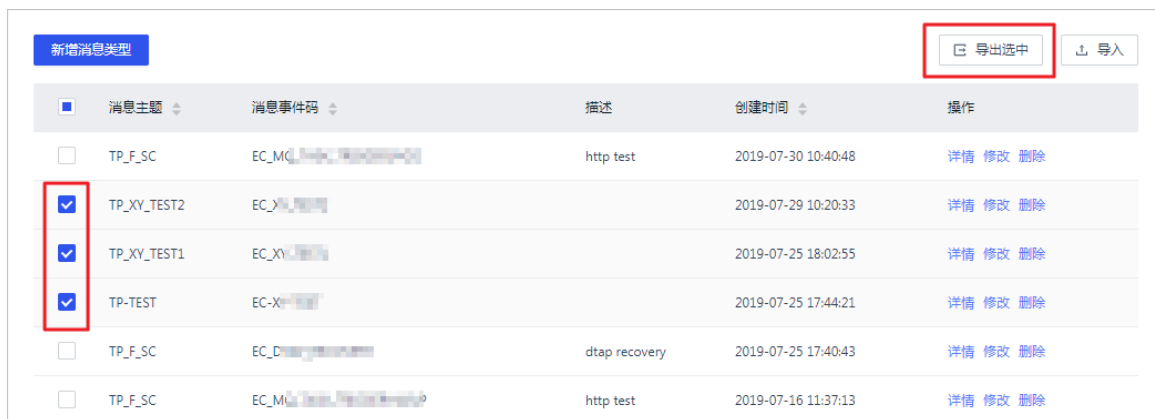 新增消息类型 导出选中 导入
消息主题 消息事件码 描述 创建时间 操作
TP_F_SC http test 2019-07-30 10:40:48 详情 修改 删除
TP_XY_TEST2 2019-07-29 10:20:33 详情 修改 删除
TP_XY_TEST1 2019-07-25 18:02:55 详情 修改 删除
TP-TEST 2019-07-25 17:44:21 详情 修改 删除
TP_F_SC dtap recovery 2019-07-25 17:40:43 详情 修改 删除
TP_F_SC http test 2019-07-16 11:37:13 详情 修改 删除